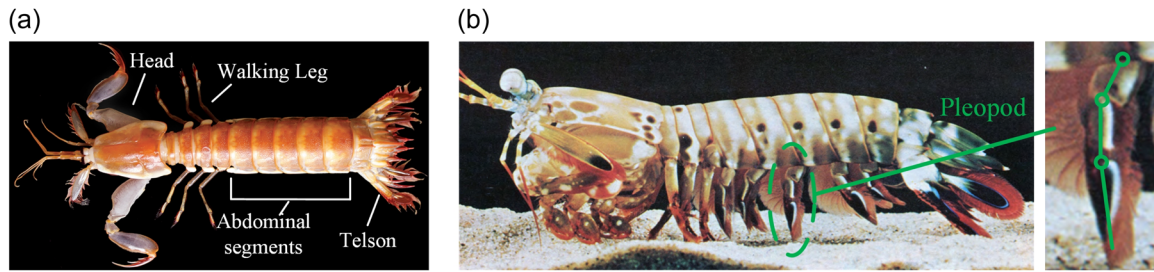 (a)
(b)
Head
Walking Leg
Pleopod
Abdominal
segments
Telson